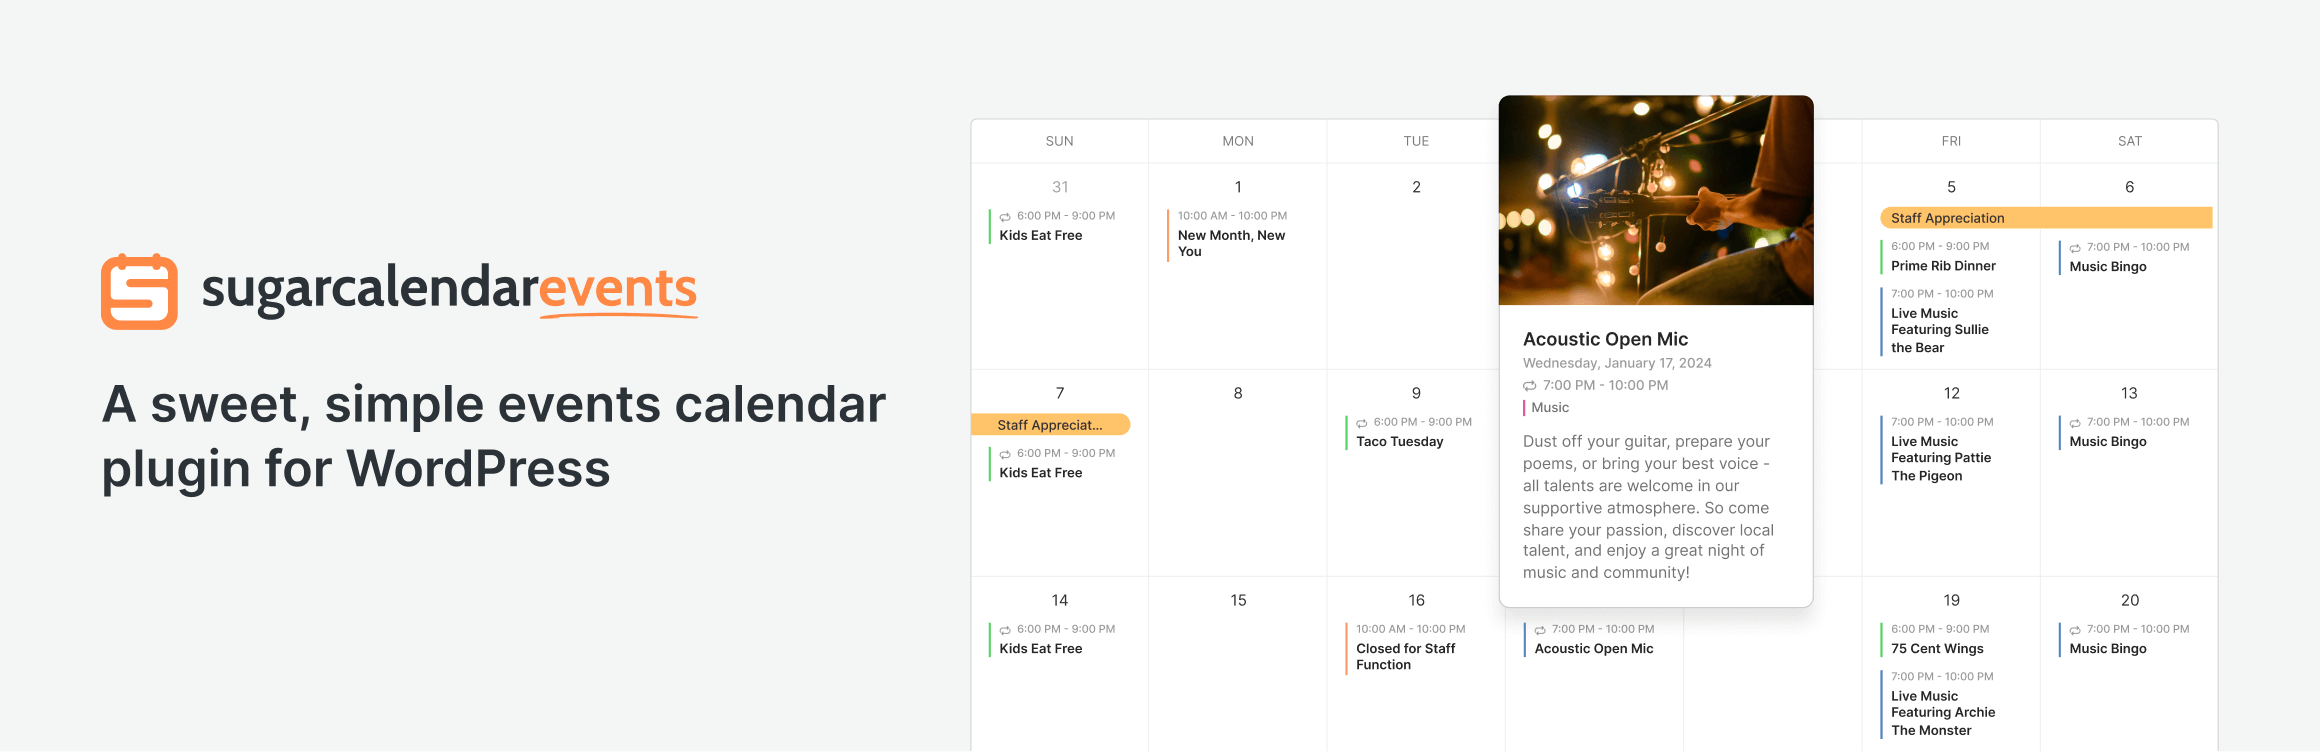 sugarcalendarevents
A sweet, simple events calendar
plugin for WordPress
SUN
MON
TUE
FRI
SAT
31
6:00 PM - 9:00 PM
Kids Eat Free
1
10:00 AM - 10:00 PM
New Month, New
You
2
5
6
Staff Appreciation
6:00 PM - 9:00 PM
Prime Rib Dinner
7:00 PM - 10:00 PM
Live Music
Featuring Sullie
the Bear
7:00 PM - 10:00 PM
Music Bingo
Acoustic Open Mic
Wednesday, January 17, 2024
7:00 PM - 10:00 PM
Music
Dust off your guitar, prepare your
poems, or bring your best voice -
all talents are welcome in our
supportive atmosphere. So come
share your passion, discover local
talent, and enjoy a great night of
music and community!
7
Staff Appreciat...
6:00 PM - 9:00 PM
Kids Eat Free
8
9
6:00 PM - 9:00 PM
Taco Tuesday
12
7:00 PM - 10:00 PM
Live Music
Featuring Pattie
The Pigeon
13
7:00 PM - 10:00 PM
Music Bingo
14
6:00 PM - 9:00 PM
Kids Eat Free
15
16
10:00 AM - 10:00 PM
Closed for Staff
Function
7:00 PM - 10:00 PM
Acoustic Open Mic
19
6:00 PM - 9:00 PM
75 Cent Wings
7:00 PM - 10:00 PM
Live Music
Featuring Archie
The Monster
20
7:00 PM - 10:00 PM
Music Bingo